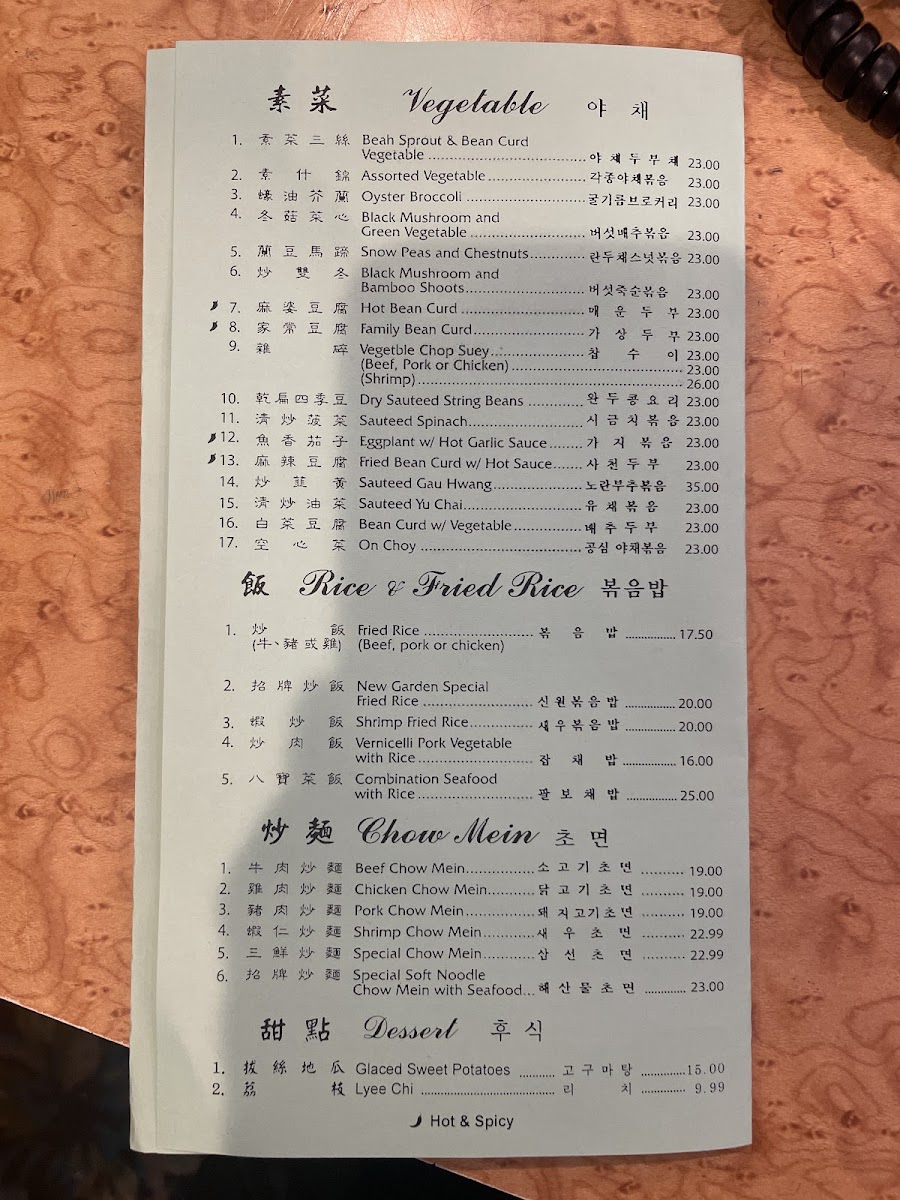 素菜 Vegetable 야 채
1. 素菜三絲 Beah Sprout & Bean Curd
Vegetable ........ 야채두부채 23.00
2. 素什錦 Assorted Vegetable ........ 각종야채볶음 23.00
3. 蠔油芥蘭 Oyster Broccoli ........ 굴기름브로커리 23.00
4. 冬菇菜心 Black Mushroom and
Green Vegetable ........ 버섯배추볶음 23.00
5. 蘭豆馬蹄 Snow Peas and Chestnuts........ 란두채스넛볶음 23.00
6. 炒雙冬 Black Mushroom and
Bamboo Shoots........ 버섯죽순볶음 23.00
7. 麻婆豆腐 Hot Bean Curd ........ 매운두부 23.00
8. 家常豆腐 Family Bean Curd........ 가상두부 23.00
9. 雜碎 Vegetble Chop Suey........ 찹수이 23.00
(Beef, Pork or Chicken) ........ 23.00
(Shrimp)........ 26.00
10. 乾扁四季豆 Dry Sauteed String Beans ........ 완두콩요리 23.00
11. 清炒菠菜 Sauteed Spinach........ 시금치볶음 23.00
12. 魚香茄子 Eggplant w/ Hot Garlic Sauce........ 가지볶음 23.00
13. 麻辣豆腐 Fried Bean Curd w/ Hot Sauce....... 사천두부 23.00
14. 炒韮黃 Sauteed Gau Hwang........ 노란부추볶음 35.00
15. 清炒油菜 Sauteed Yu Chai........ 유채볶음 23.00
16. 白菜豆腐 Bean Curd w/ Vegetable........ 배추두부 23.00
17. 空心菜 On Choy ........ 공심 야채볶음 23.00
飯 Rice & Fried Rice 볶음밥
1. 炒飯 Fried Rice ........ 볶음밥 ........ 17.50
(牛、豬或雞) (Beef, pork or chicken)
2. 招牌炒飯 New Garden Special
Fried Rice ........ 신원볶음밥 ........ 20.00
3. 蝦炒飯 Shrimp Fried Rice........ 새우볶음밥 ........ 20.00
4. 炒肉飯 Vernicelli Pork Vegetable
with Rice ........ 잡채밥 ........ 16.00
5. 八寶菜飯 Combination Seafood
with Rice ........ 팔보채밥 ........ 25.00
炒麵 Chow Mein 초 면
1. 牛肉炒麵 Beef Chow Mein........ 소고기초면 .......... 19.00
2. 雞肉炒麵 Chicken Chow Mein........ 닭고기초면 .......... 19.00
3. 豬肉炒麵 Pork Chow Mein........ 돼지고기초면 .......... 19.00
4. 蝦仁炒麵 Shrimp Chow Mein........ 새우초면 .......... 22.99
5. 三鮮炒麵 Special Chow Mein........ 삼선초면 .......... 22.99
6. 招牌炒麵 Special Soft Noodle
Chow Mein with Seafood... 해산물초면 ........ 23.00
甜點 Dessert 후 식
1. 拔絲地瓜 Glaced Sweet Potatoes ........ 고구마탕 ........ 15.00
2. 荔枝 Lyee Chi ........ 리치 ........ 9.99
Hot & Spicy